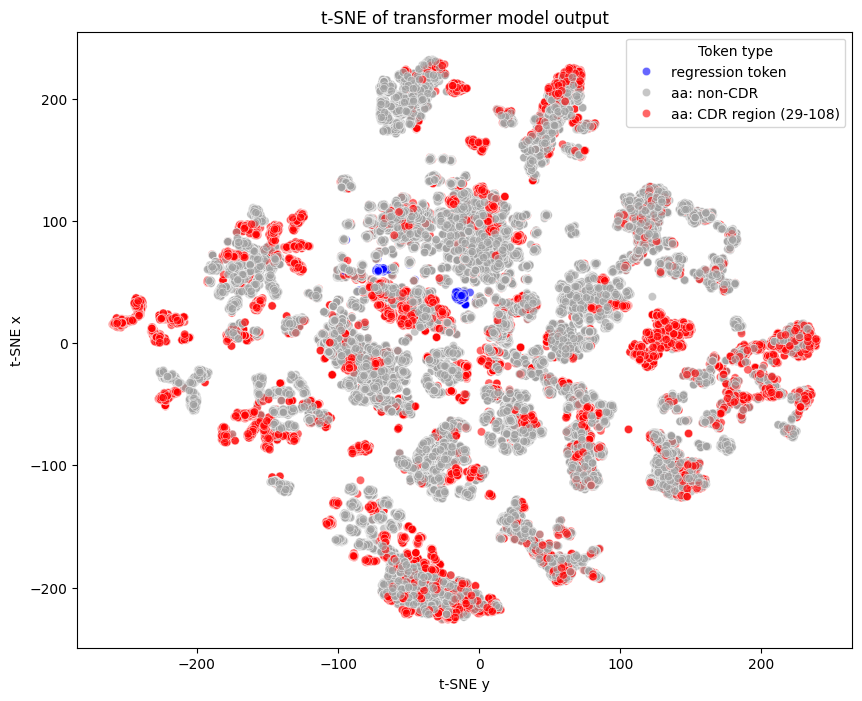 t-SNE of transformer model output
Token type
regression token
aa: non-CDR
aa: CDR region (29-108)
t-SNE x
200
100
0
−100
−200
−200
−100
0
100
200
t-SNE y